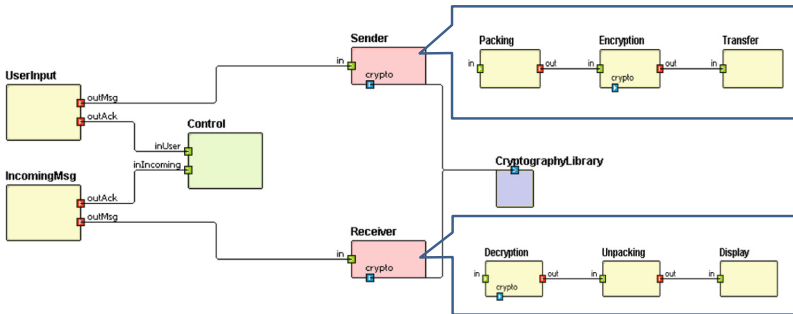 Sender
in
crypto
Packing
in
out
Encryption
in
crypto
out
Transfer
in
UserInput
outMsg
outAck
Control
inUser
inIncoming
IncomingMsg
outAck
outMsg
CryptographyLibrary
Receiver
in
crypto
Decryption
in
crypto
out
Unpacking
in
out
Display
in